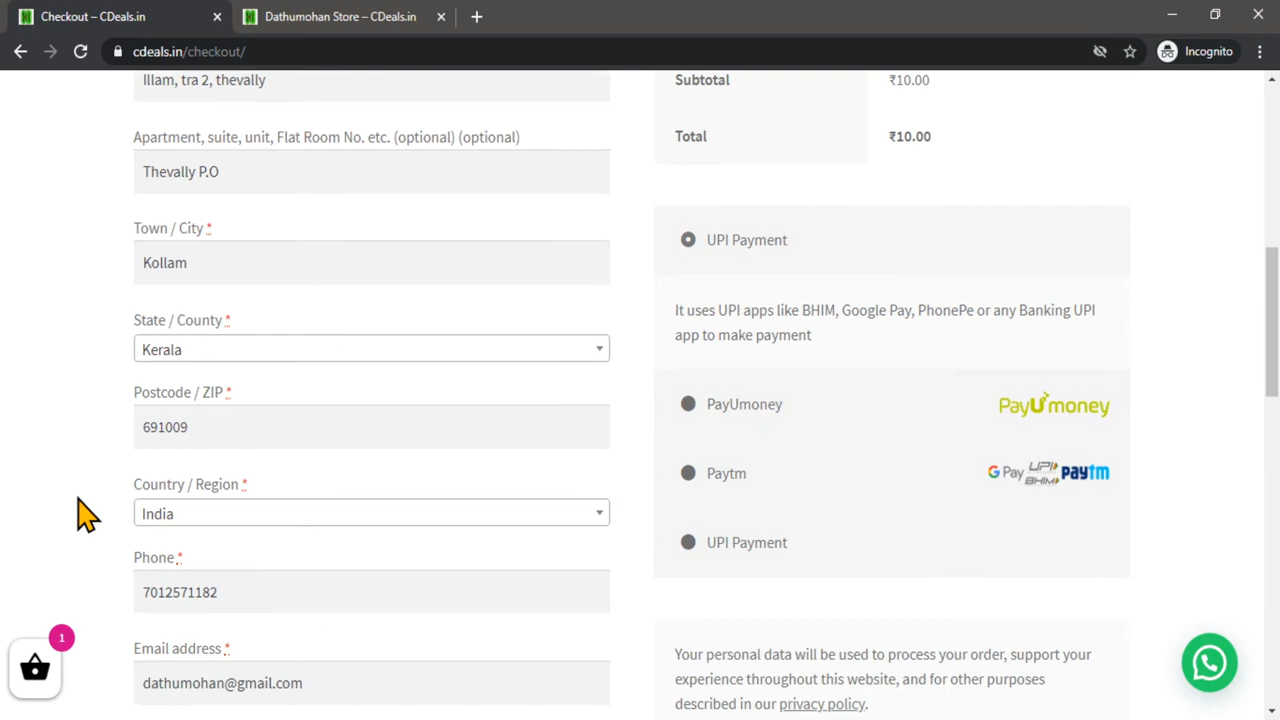 Checkout – CDeals.in
Dathumohan Store – CDeals.in
cdeals.in/checkout/
Incognito
Illam, tra 2, thevally
Apartment, suite, unit, Flat Room No. etc. (optional) (optional)
Thevally P.O
Town / City *
Kollam
State / County *
Kerala
Postcode / ZIP *
691009
Country / Region *
India
Phone *
7012571182
Email address *
dathumohan@gmail.com
1
Subtotal ₹10.00
Total ₹10.00
UPI Payment
It uses UPI apps like BHIM, Google Pay, PhonePe or any Banking UPI
app to make payment
PayUmoney PayUmoney
Paytm G Pay UPI BHIM paytm
UPI Payment
Your personal data will be used to process your order, support your
experience throughout this website, and for other purposes
described in our privacy policy.